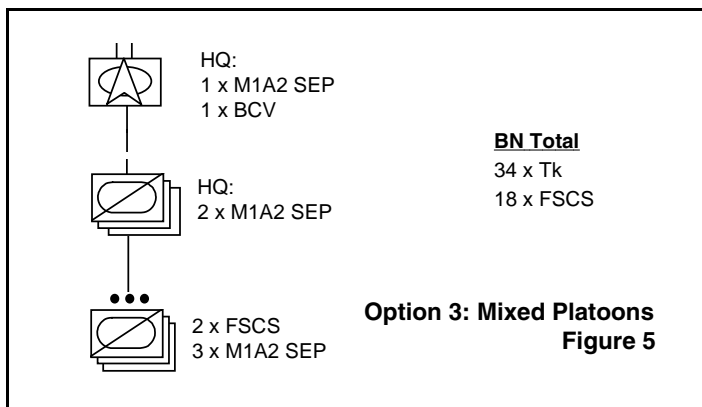 HQ:
1 x M1A2 SEP
1 x BCV
BN Total
34 x Tk
18 x FSCS
HQ:
2 x M1A2 SEP
2 x FSCS
3 x M1A2 SEP
Option 3: Mixed Platoons
Figure 5